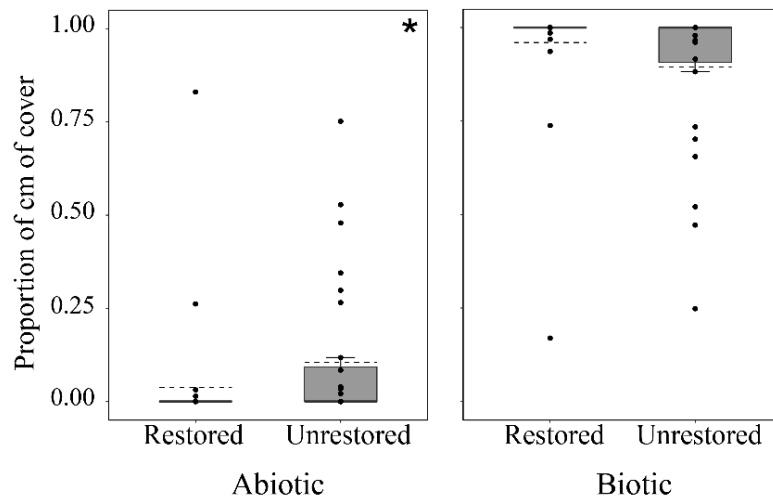 Proportion of cm of cover
1.00
0.75
0.50
0.25
0.00
*
Restored Unrestored
Abiotic
Restored Unrestored
Biotic